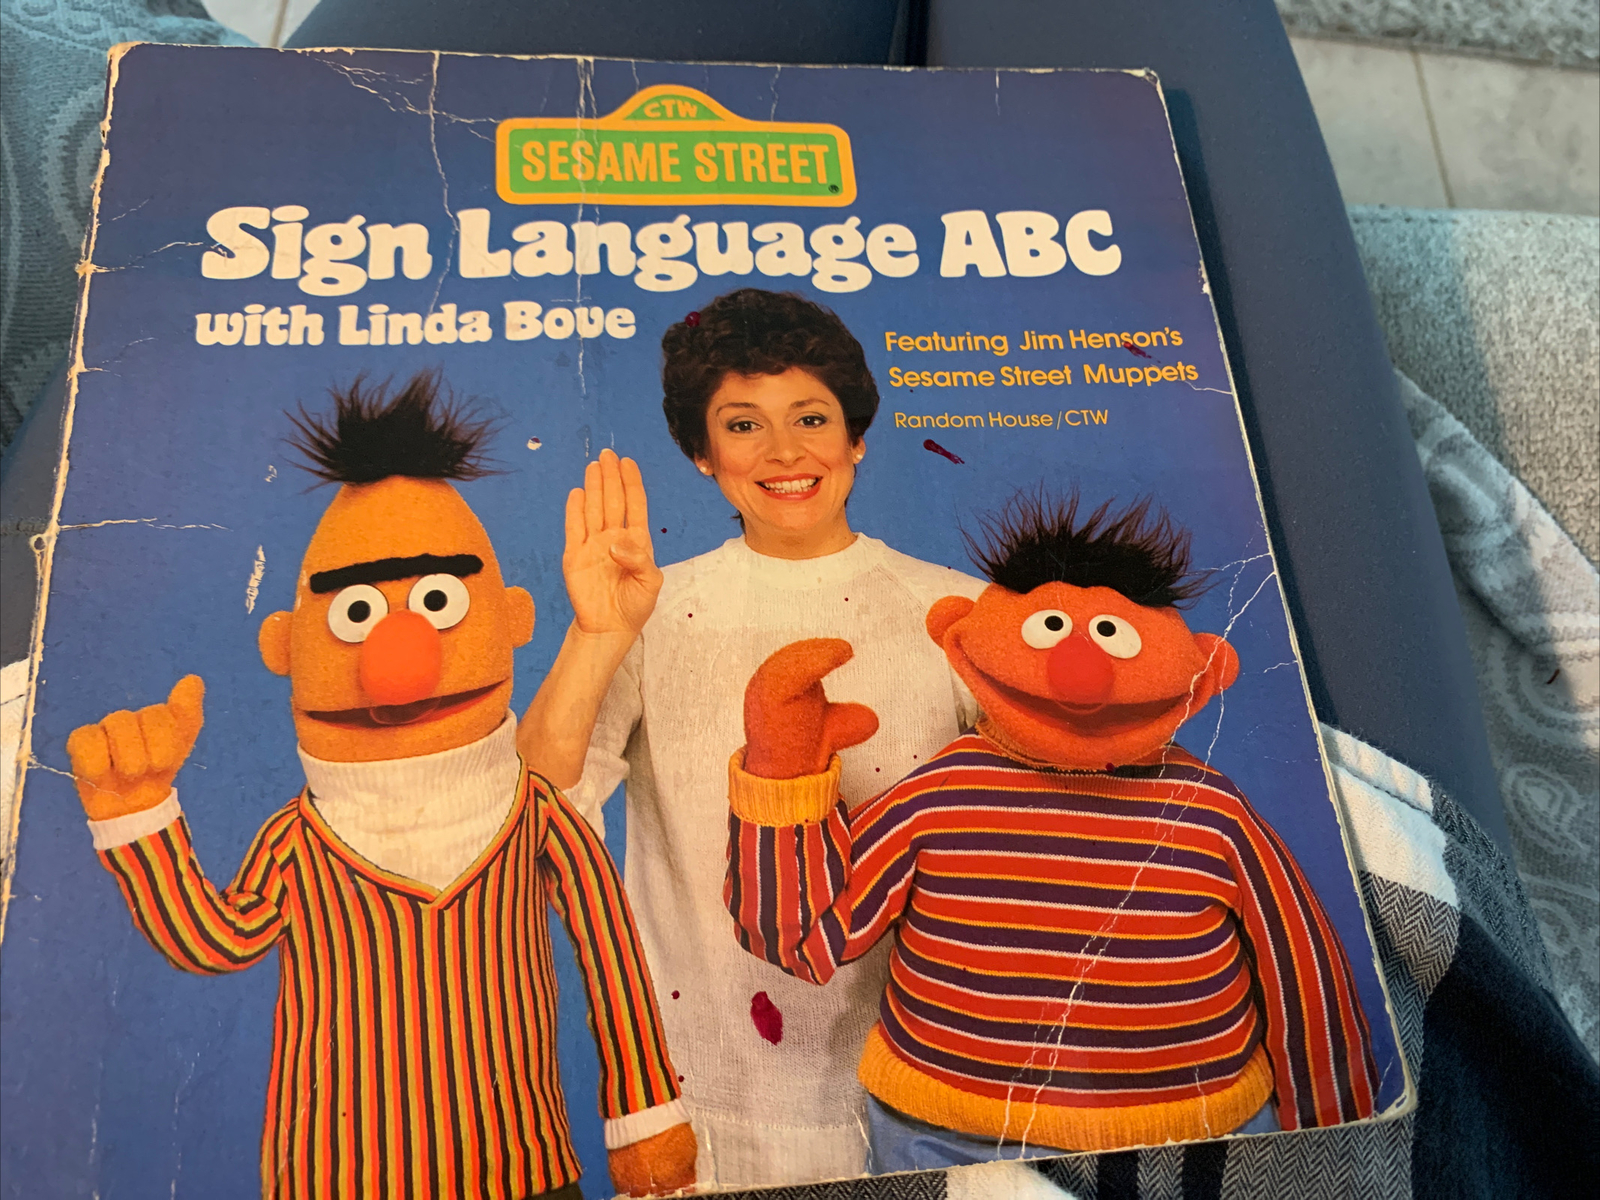 CTW
SESAME STREET®
Sign Language ABC
with Linda Bove
Featuring Jim Henson's
Sesame Street Muppets
Random House/CTW